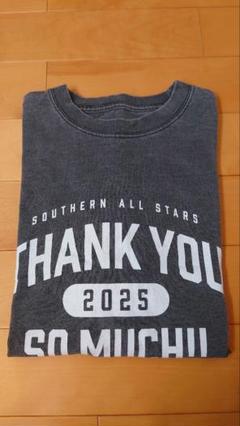 SOUTHERN ALL STARS
THANK YOU
2025
SO MUCH!!